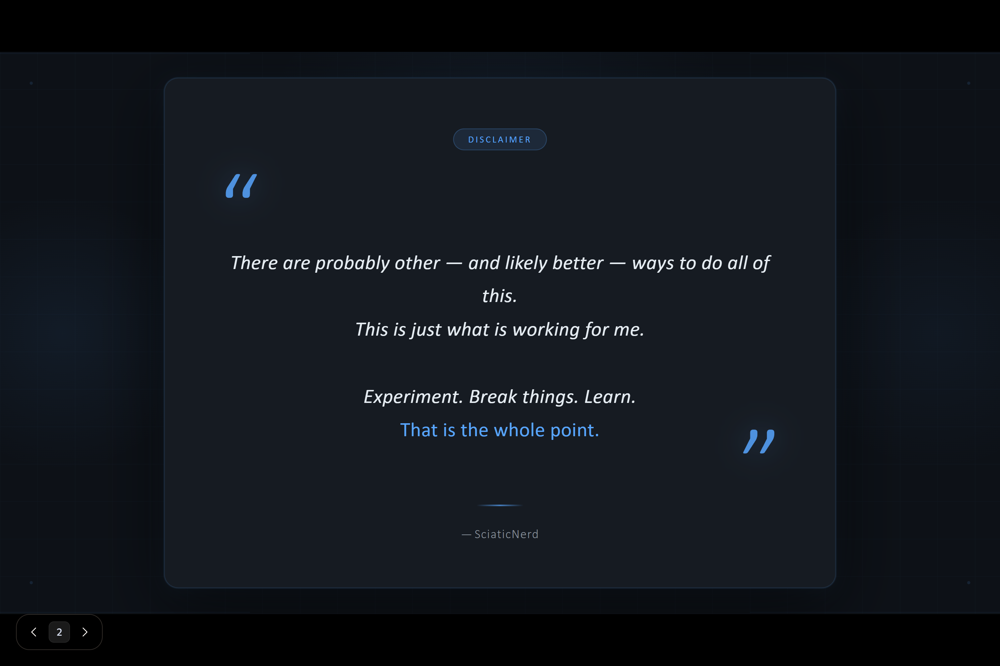 DISCLAIMER
“
There are probably other — and likely better — ways to do all of
this.
This is just what is working for me.
Experiment. Break things. Learn.
That is the whole point.
”
— SciaticNerd
2